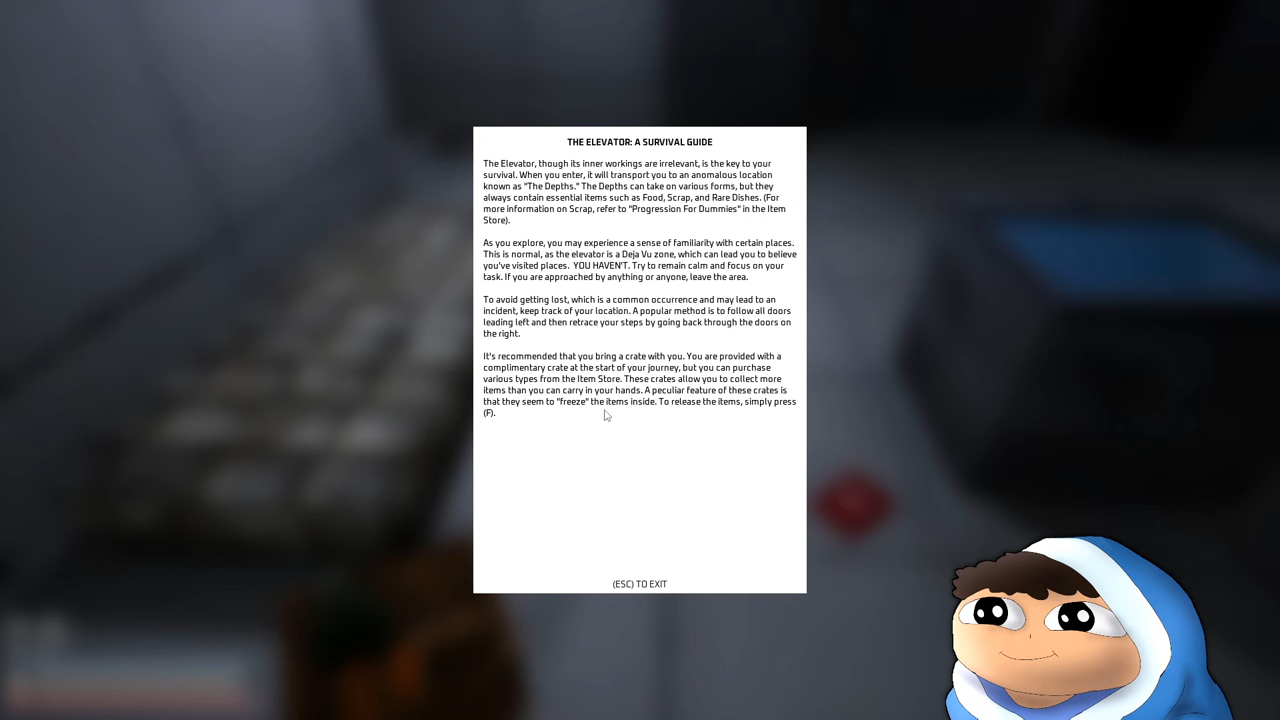 THE ELEVATOR: A SURVIVAL GUIDE
The Elevator, though its inner workings are irrelevant, is the key to your
survival. When you enter, it will transport you to an anomalous location
known as "The Depths." The Depths can take on various forms, but they
always contain essential items such as Food, Scrap, and Rare Dishes. (For
more information on Scrap, refer to "Progression For Dummies" in the Item
Store).
As you explore, you may experience a sense of familiarity with certain places.
This is normal, as the elevator is a Deja Vu zone, which can lead you to believe
you've visited places. YOU HAVEN'T. Try to remain calm and focus on your
task. If you are approached by anything or anyone, leave the area.
To avoid getting lost, which is a common occurrence and may lead to an
incident, keep track of your location. A popular method is to follow all doors
leading left and then retrace your steps by going back through the doors on
the right.
It's recommended that you bring a crate with you. You are provided with a
complimentary crate at the start of your journey, but you can purchase
various types from the Item Store. These crates allow you to collect more
items than you can carry in your hands. A peculiar feature of these crates is
that they seem to "freeze" the items inside. To release the items, simply press
(F).
(ESC) TO EXIT